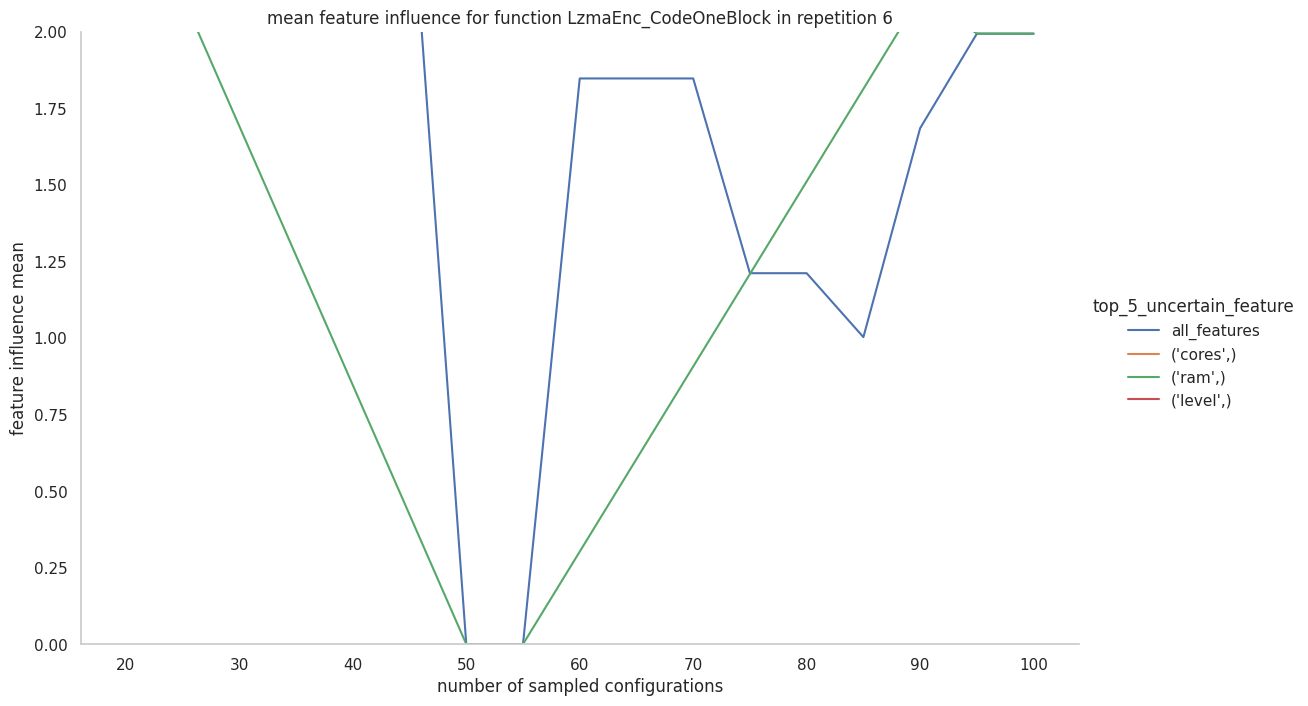 mean feature influence for function LzmaEnc_CodeOneBlock in repetition 6
2.00
1.75
1.50
1.25
1.00
0.75
0.50
0.25
0.00
feature influence mean
20 30 40 50 60 70 80 90 100
number of sampled configurations
top_5_uncertain_feature
all_features
('cores',)
('ram',)
('level',)